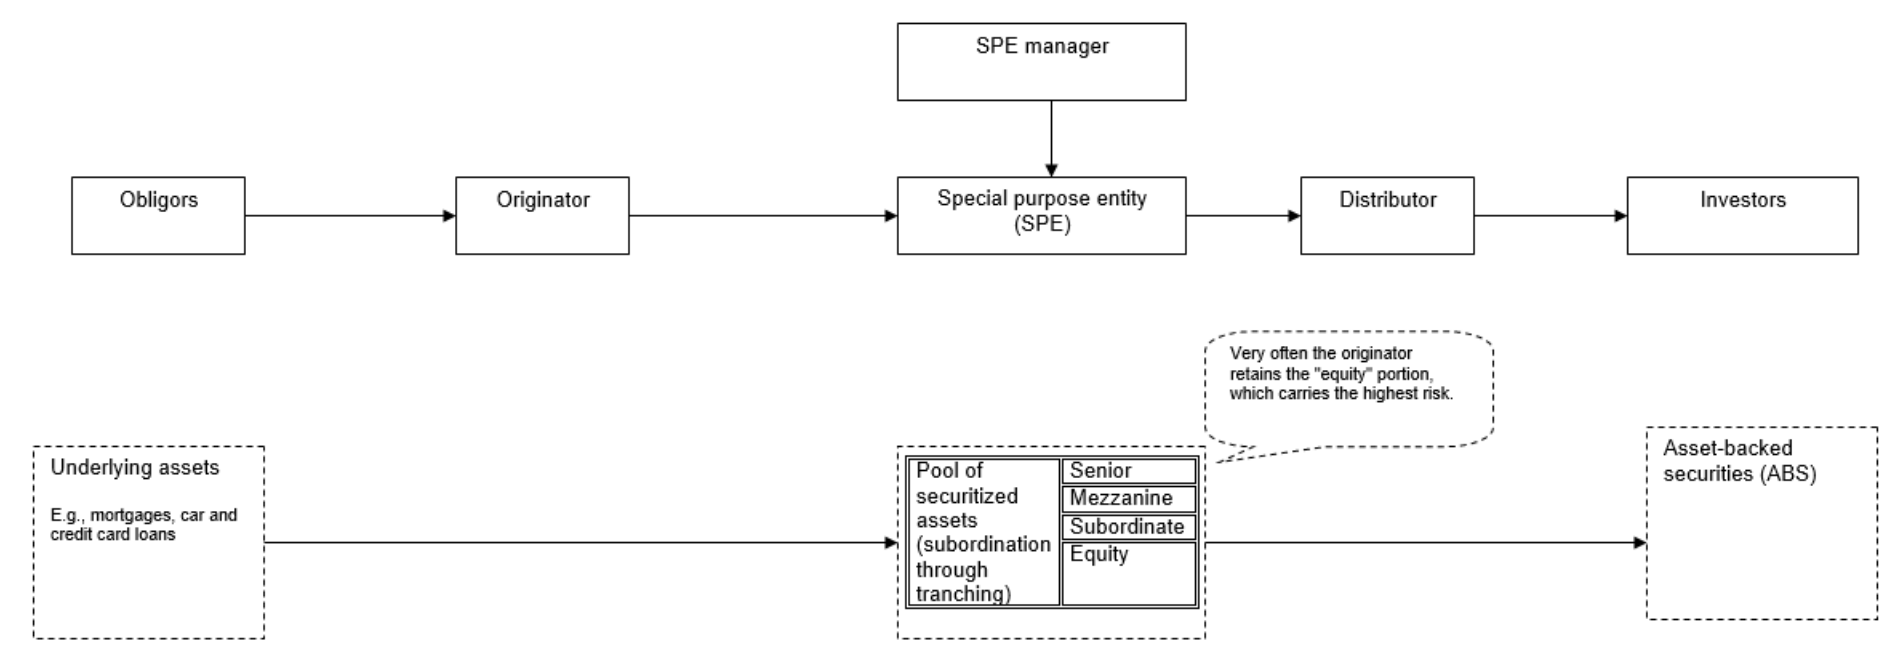 SPE manager
Obligors
Originator
Special purpose entity
(SPE)
Distributor
Investors
Very often the originator
retains the "equity" portion,
which carries the highest risk.
Underlying assets
E.g., mortgages, car and
credit card loans
Pool of
securitized
assets
(subordination
through
tranching)
Senior
Mezzanine
Subordinate
Equity
Asset-backed
securities (ABS)